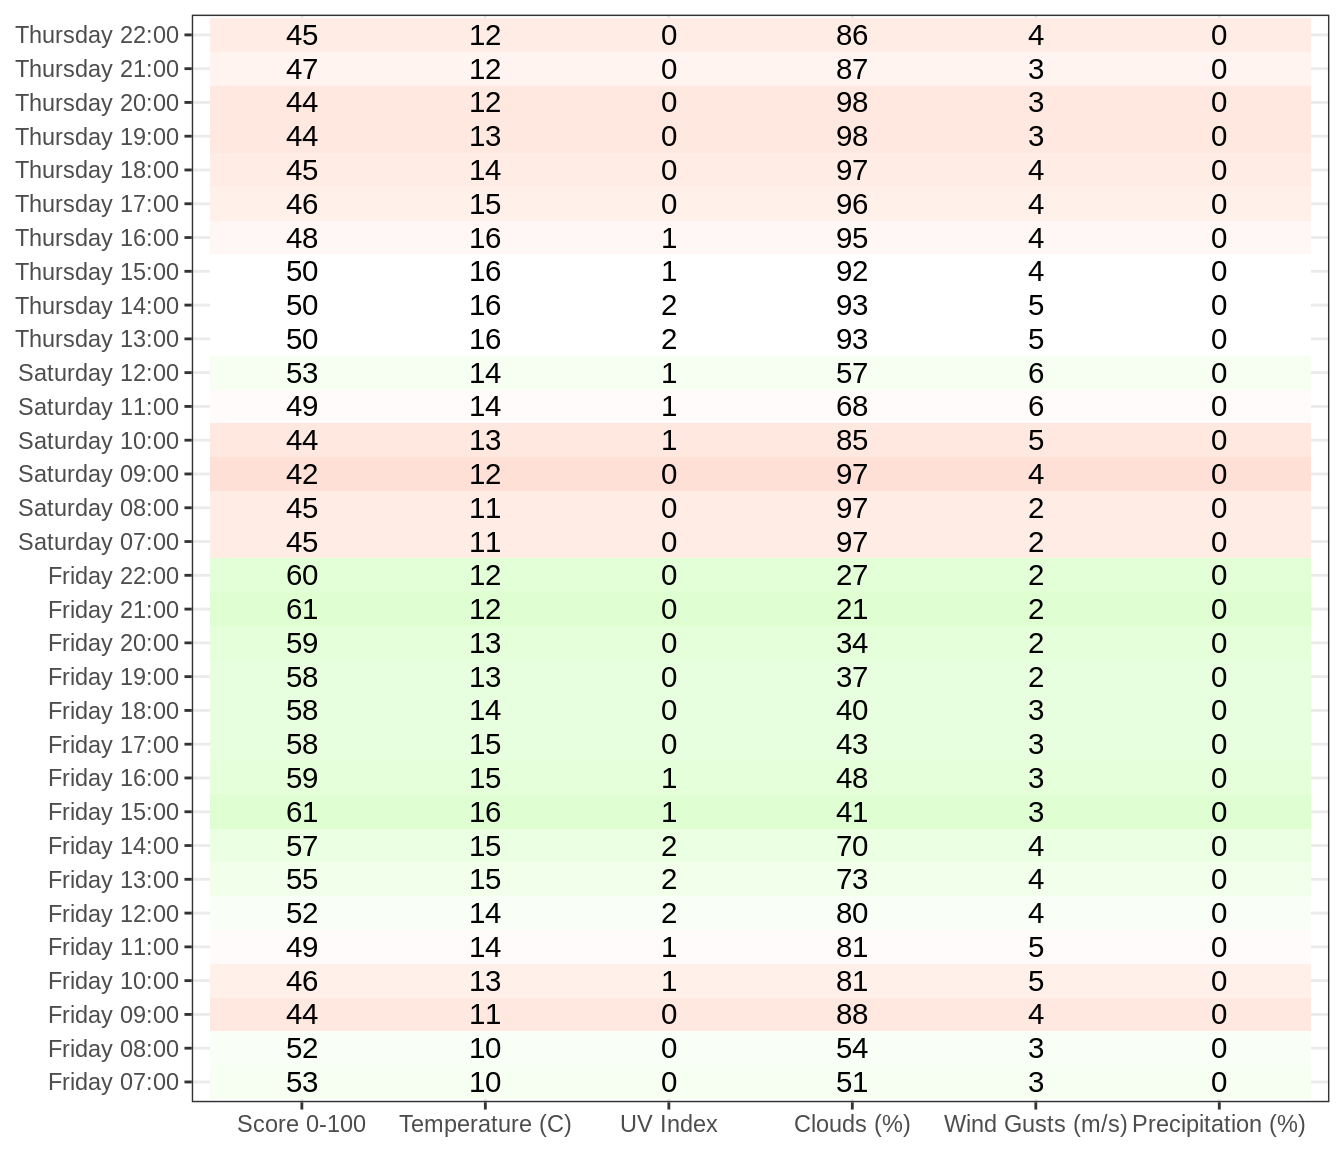 Thursday 22:00 45 12 0 86 4 0
Thursday 21:00 47 12 0 87 3 0
Thursday 20:00 44 12 0 98 3 0
Thursday 19:00 44 13 0 98 3 0
Thursday 18:00 45 14 0 97 4 0
Thursday 17:00 46 15 0 96 4 0
Thursday 16:00 48 16 1 95 4 0
Thursday 15:00 50 16 1 92 4 0
Thursday 14:00 50 16 2 93 5 0
Thursday 13:00 50 16 2 93 5 0
Saturday 12:00 53 14 1 57 6 0
Saturday 11:00 49 14 1 68 6 0
Saturday 10:00 44 13 1 85 5 0
Saturday 09:00 42 12 0 97 4 0
Saturday 08:00 45 11 0 97 2 0
Saturday 07:00 45 11 0 97 2 0
Friday 22:00 60 12 0 27 2 0
Friday 21:00 61 12 0 21 2 0
Friday 20:00 59 13 0 34 2 0
Friday 19:00 58 13 0 37 2 0
Friday 18:00 58 14 0 40 3 0
Friday 17:00 58 15 0 43 3 0
Friday 16:00 59 15 1 48 3 0
Friday 15:00 61 16 1 41 3 0
Friday 14:00 57 15 2 70 4 0
Friday 13:00 55 15 2 73 4 0
Friday 12:00 52 14 2 80 4 0
Friday 11:00 49 14 1 81 5 0
Friday 10:00 46 13 1 81 5 0
Friday 09:00 44 11 0 88 4 0
Friday 08:00 52 10 0 54 3 0
Friday 07:00 53 10 0 51 3 0
Score 0-100 Temperature (C) UV Index Clouds (%) Wind Gusts (m/s) Precipitation (%)